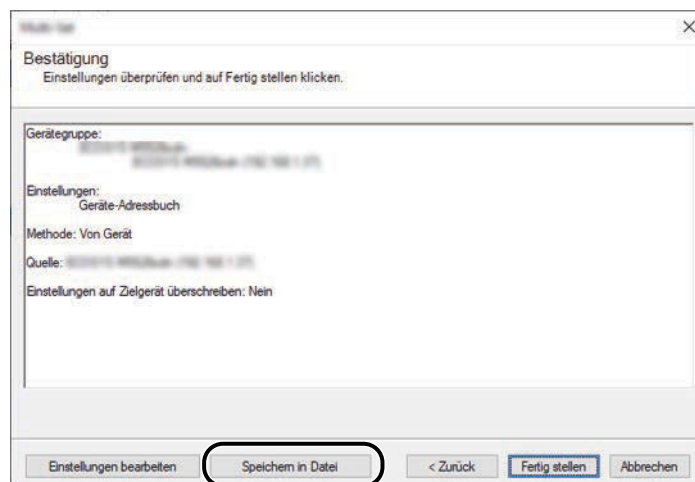 Bestätigung
Einstellungen überprüfen und auf Fertig stellen klicken.
Gerätegruppe:
Einstellungen:
Geräte-Adressbuch
Methode: Von Gerät
Quelle:
Einstellungen auf Zielgerät überschreiben: Nein
Einstellungen bearbeiten
Speichern in Datei
< Zurück
Fertig stellen
Abbrechen